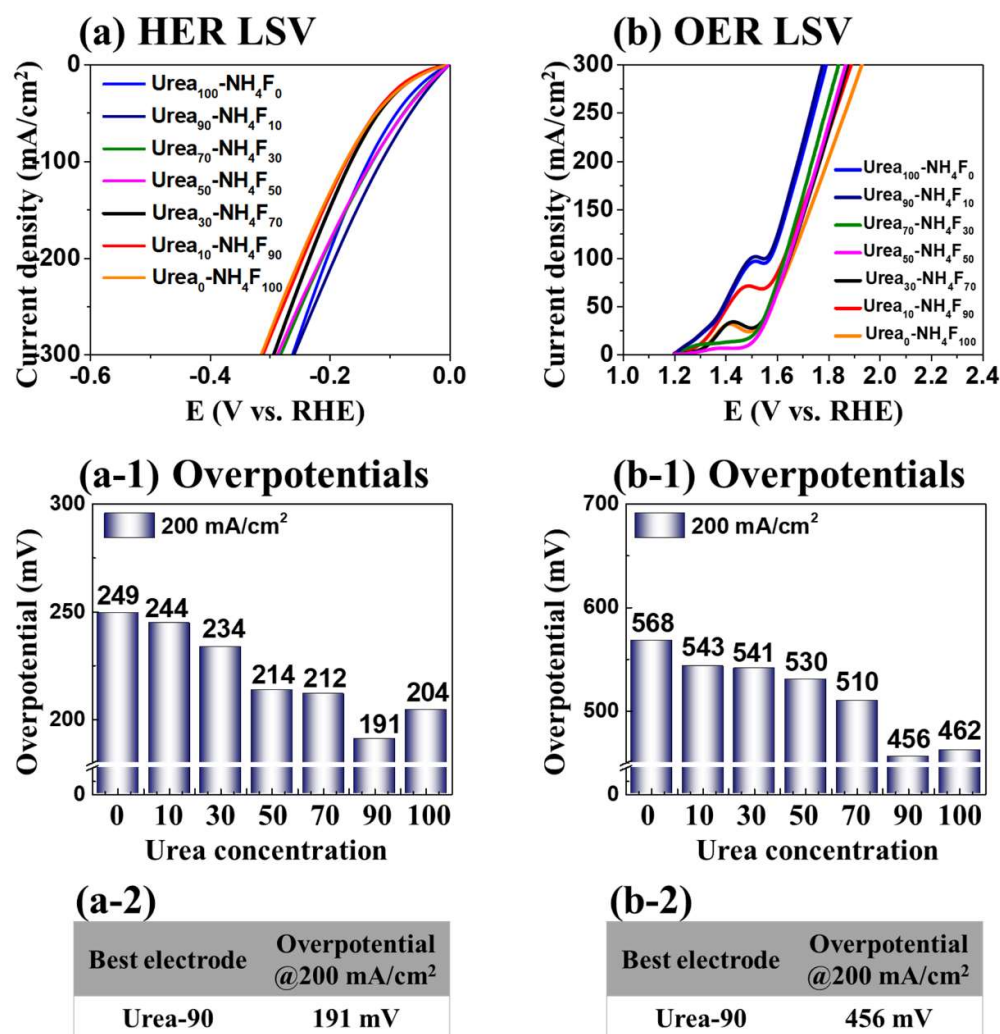 (a) HER LSV
Current density (mA/cm²)
0
100
200
300
Urea₁₀₀-NH₄F₀
Urea₉₀-NH₄F₁₀
Urea₇₀-NH₄F₃₀
Urea₅₀-NH₄F₅₀
Urea₃₀-NH₄F₇₀
Urea₁₀-NH₄F₉₀
Urea₀-NH₄F₁₀₀
-0.6 -0.4 -0.2 0.0
E (V vs. RHE)
(b) OER LSV
Current density (mA/cm²)
300
250
200
150
100
50
0
Urea₁₀₀-NH₄F₀
Urea₉₀-NH₄F₁₀
Urea₇₀-NH₄F₃₀
Urea₅₀-NH₄F₅₀
Urea₃₀-NH₄F₇₀
Urea₁₀-NH₄F₉₀
Urea₀-NH₄F₁₀₀
1.0 1.2 1.4 1.6 1.8 2.0 2.2 2.4
E (V vs. RHE)
(a-1) Overpotentials
Overpotential (mV)
300
250
200
0
200 mA/cm²
249 244 234 214 212 191 204
0 10 30 50 70 90 100
Urea concentration
(b-1) Overpotentials
Overpotential (mV)
700
600
500
0
200 mA/cm²
568 543 541 530 510 456 462
0 10 30 50 70 90 100
Urea concentration
(a-2)
Best electrode
Overpotential
@200 mA/cm²
Urea-90 191 mV
(b-2)
Best electrode
Overpotential
@200 mA/cm²
Urea-90 456 mV